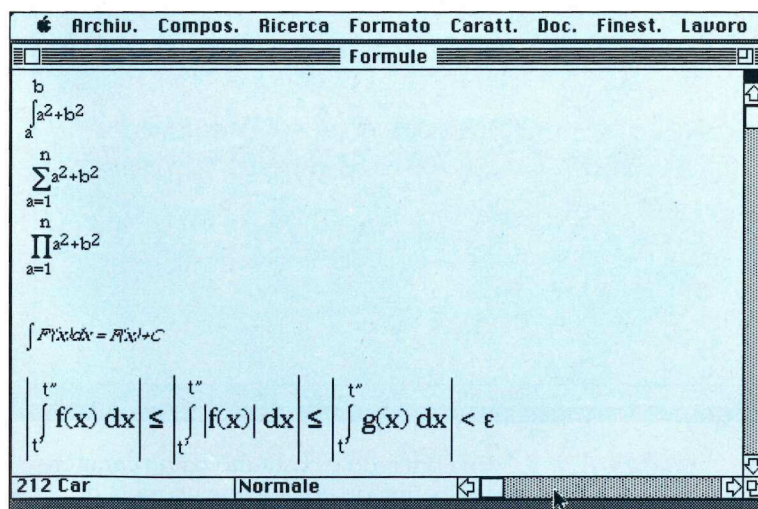 Archiv. Compos. Ricerca Formato Caratt. Doc. Finest. Lavoro
Formule
b
∫a²+b²
a
n
∑a²+b²
a=1
n
∏a²+b²
a=1
∫F'(x)dx = F(x)+C
|∫ₜ'ᵗ" f(x) dx| ≤ |∫ₜ'ᵗ" |f(x)| dx| ≤ |∫ₜ'ᵗ" g(x) dx| < ε
212 Car Normale